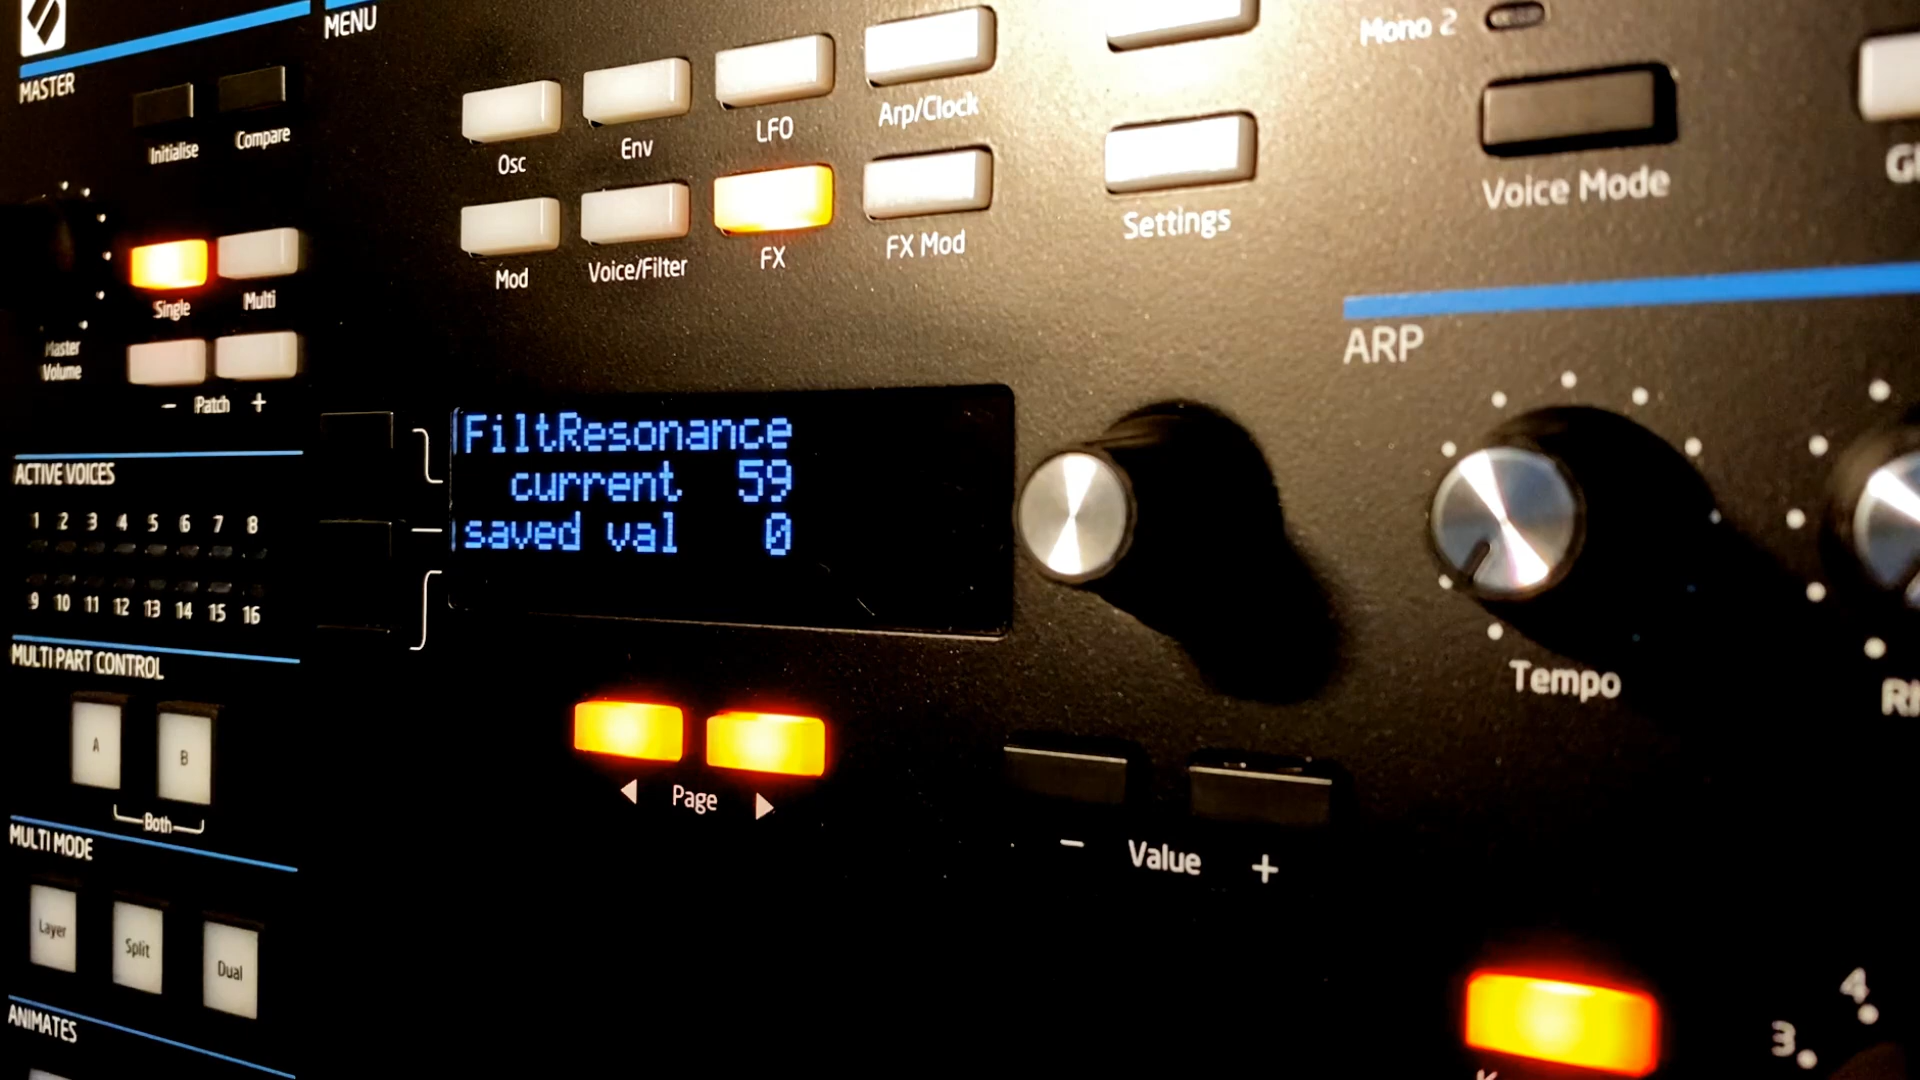 MENU
MASTER
Initialise
Compare
Osc
Env
LFO
Arp/Clock
Mono 2
Settings
Voice Mode
Mod
Voice/Filter
FX
FX Mod
Single
Multi
Master
Volume
- Patch +
FiltResonance
current 59
saved val 0
ARP
Tempo
ACTIVE VOICES
1 2 3 4 5 6 7 8
9 10 11 12 13 14 15 16
MULTI PART CONTROL
A
B
Both
◀ Page ▶
- Value +
MULTI MODE
Layer
Split
Dual
ANIMATES
4
3